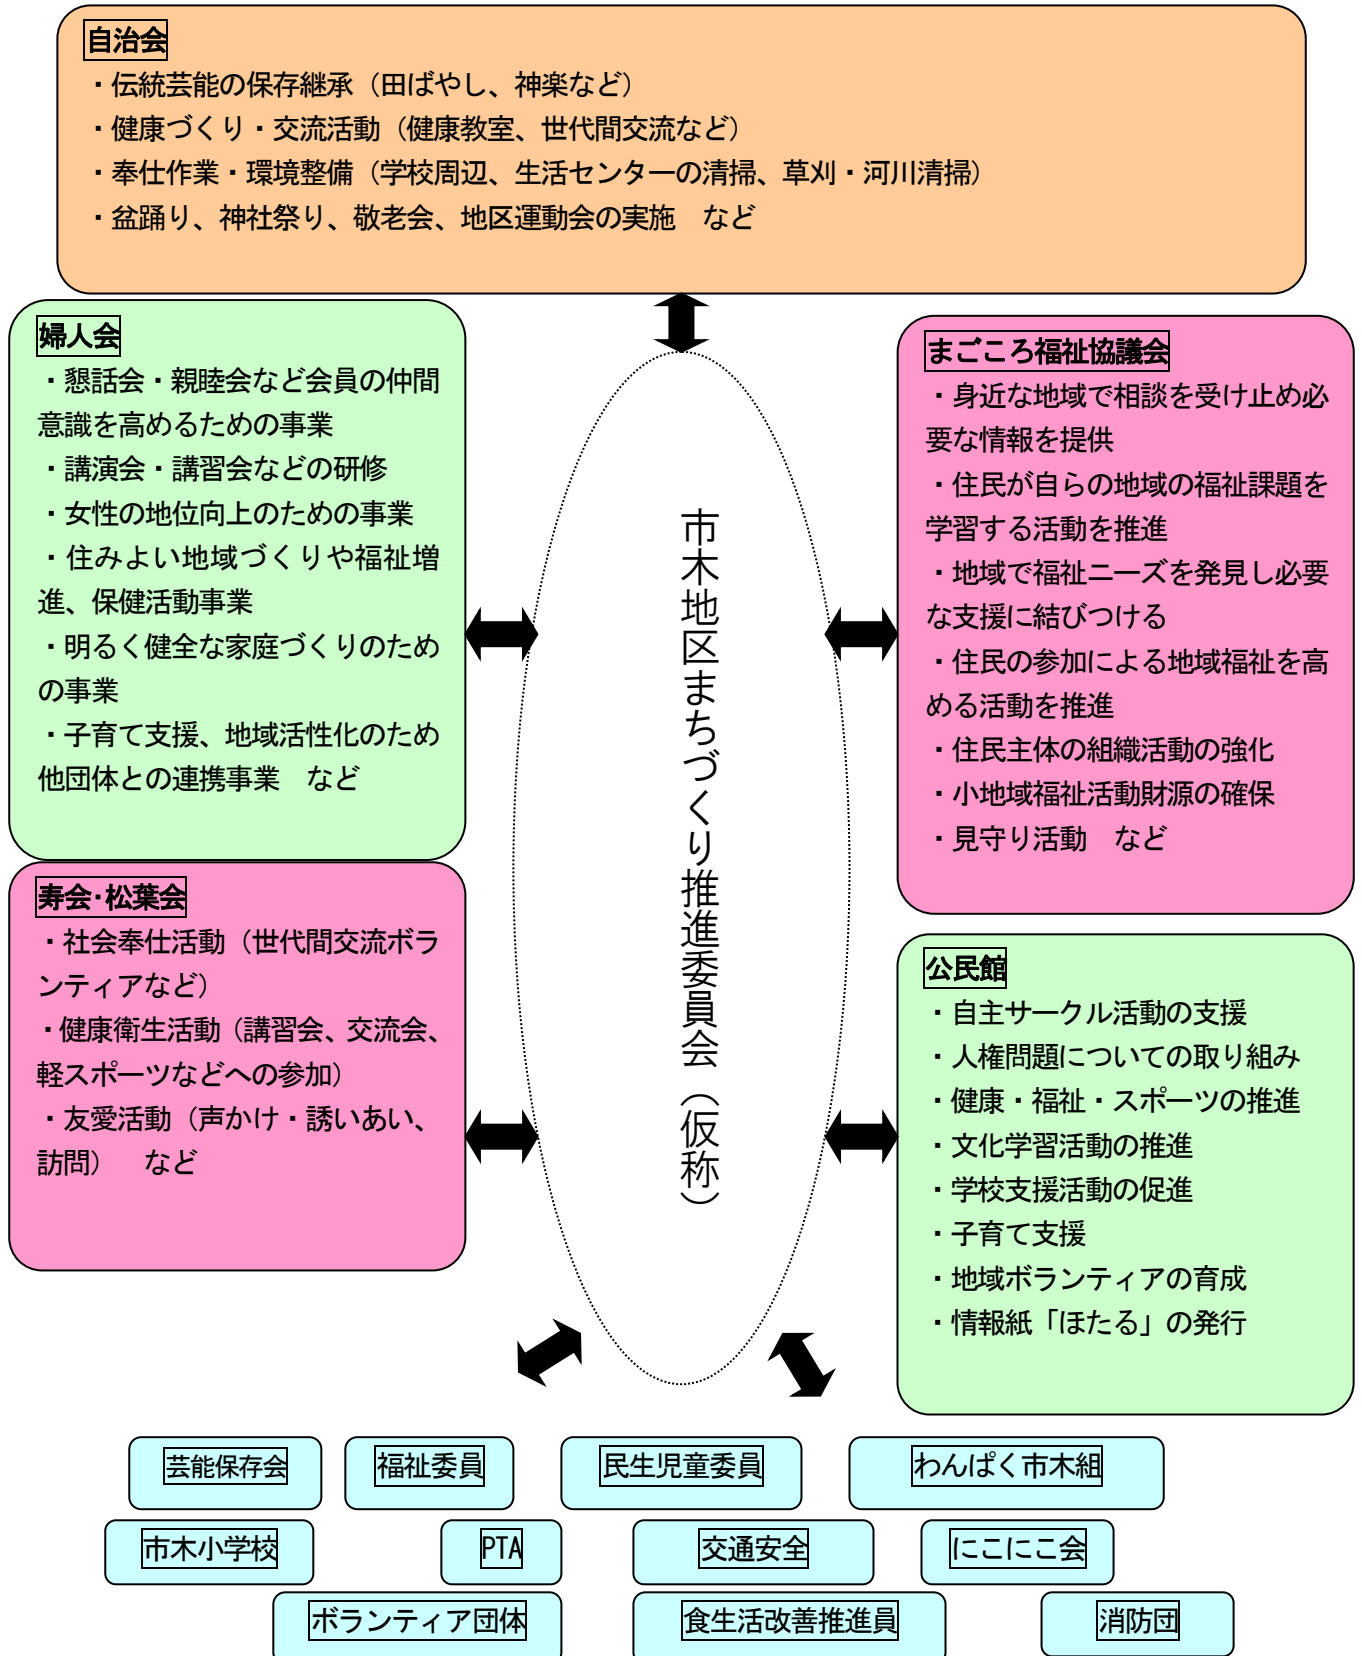 自治会
・伝統芸能の保存継承（田ばやし、神楽など）
・健康づくり・交流活動（健康教室、世代間交流など）
・奉仕作業・環境整備（学校周辺、生活センターの清掃、草刈・河川清掃）
・盆踊り、神社祭り、敬老会、地区運動会の実施　など
婦人会
・懇話会・親睦会など会員の仲間
意識を高めるための事業
・講演会・講習会などの研修
・女性の地位向上のための事業
・住みよい地域づくりや福祉増
進、保健活動事業
・明るく健全な家庭づくりのため
の事業
・子育て支援、地域活性化のため
他団体との連携事業　など
寿会・松葉会
・社会奉仕活動（世代間交流ボラ
ンティアなど）
・健康衛生活動（講習会、交流会、
軽スポーツなどへの参加）
・友愛活動（声かけ・誘いあい、
訪問）　など
市木地区まちづくり推進委員会（仮称）
まごころ福祉協議会
・身近な地域で相談を受け止め必
要な情報を提供
・住民が自らの地域の福祉課題を
学習する活動を推進
・地域で福祉ニーズを発見し必要
な支援に結びつける
・住民の参加による地域福祉を高
める活動を推進
・住民主体の組織活動の強化
・小地域福祉活動財源の確保
・見守り活動　など
公民館
・自主サークル活動の支援
・人権問題についての取り組み
・健康・福祉・スポーツの推進
・文化学習活動の推進
・学校支援活動の促進
・子育て支援
・地域ボランティアの育成
・情報紙「ほたる」の発行
芸能保存会
福祉委員
民生児童委員
わんぱく市木組
市木小学校
PTA
交通安全
にこにこ会
ボランティア団体
食生活改善推進員
消防団